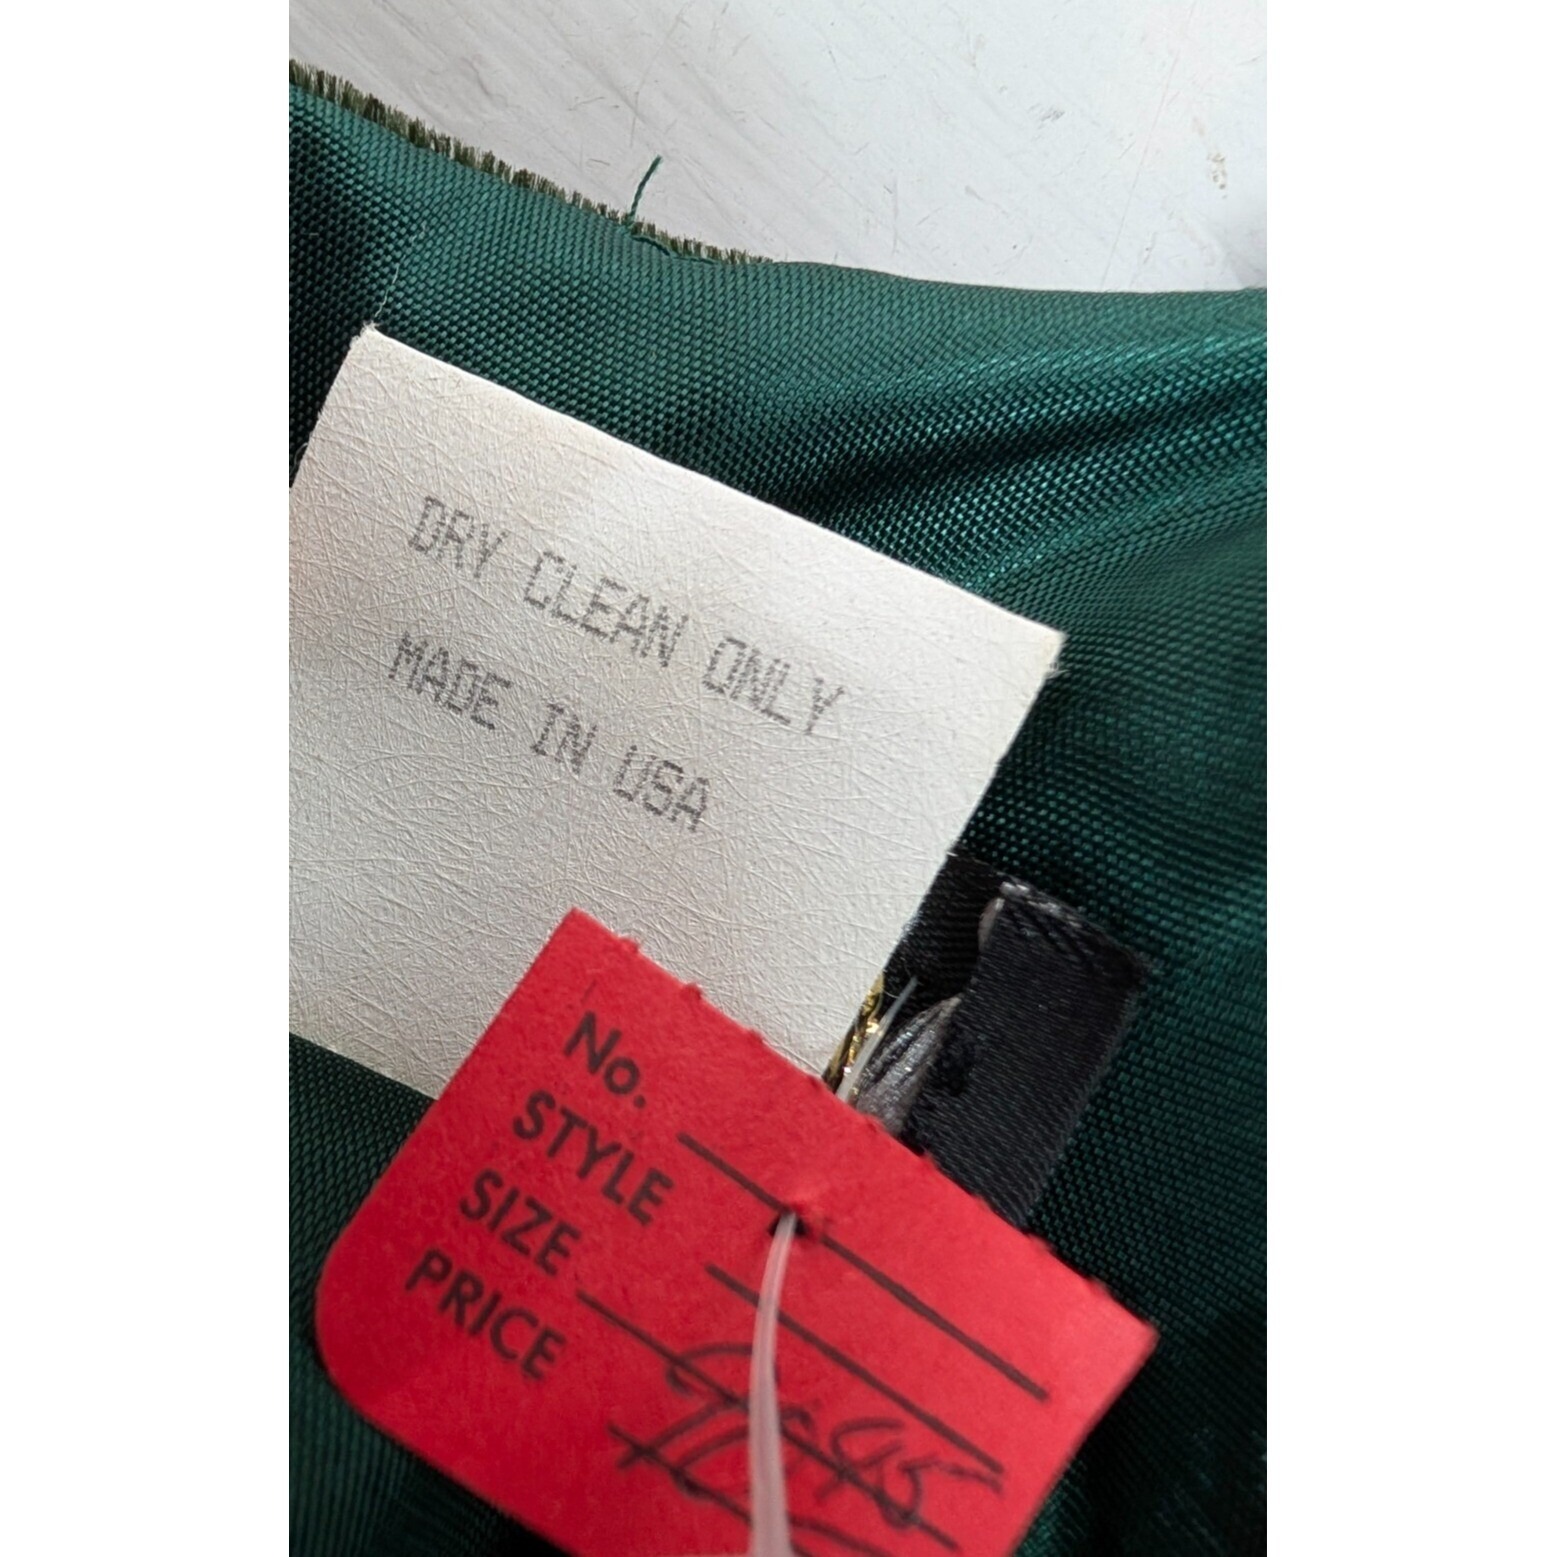 DRY CLEAN ONLY
MADE IN USA
No.
STYLE
SIZE
PRICE